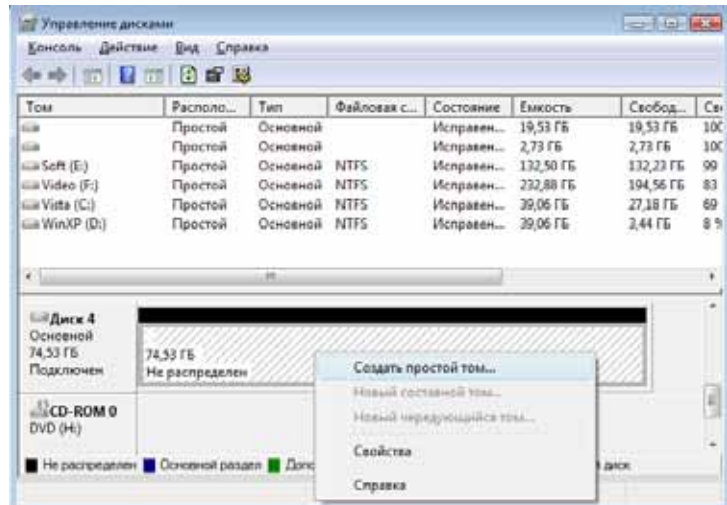 Управление дисками
Консоль Действие Вид Справка
Том Располо... Тип Файловая с... Состояние Емкость Свобод...
Простой Основной Исправен... 19,53 ГБ 19,53 ГБ 100
Простой Основной Исправен... 2,73 ГБ 2,73 ГБ 100
Soft (E:) Простой Основной NTFS Исправен... 132,50 ГБ 132,23 ГБ 99
Video (F:) Простой Основной NTFS Исправен... 232,88 ГБ 194,56 ГБ 83
Vista (C:) Простой Основной NTFS Исправен... 39,06 ГБ 27,18 ГБ 69
WinXP (D:) Простой Основной NTFS Исправен... 39,06 ГБ 3,44 ГБ 8 %
Диск 4
Основной
74,53 ГБ
Подключен
74,53 ГБ
Не распределен
CD-ROM 0
DVD (H:)
Создать простой том...
Новый составной том...
Новый чередующийся том...
Свойства
Справка
Не распределен Основной раздел Допо
диск